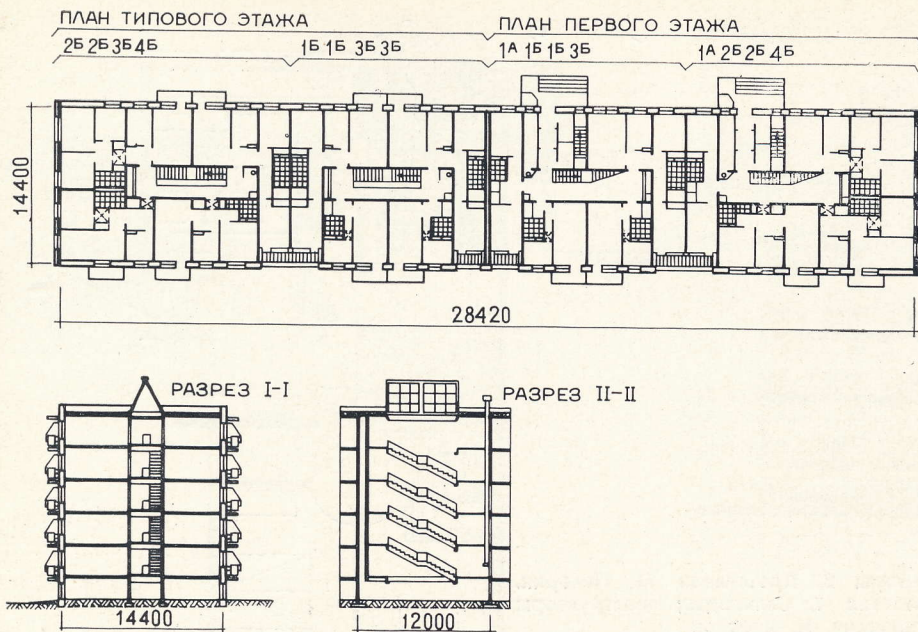 ПЛАН ТИПОВОГО ЭТАЖА
ПЛАН ПЕРВОГО ЭТАЖА
2Б 2Б 3Б 4Б
1Б 1Б 3Б 3Б
1А 1Б 1Б 3Б
1А 2Б 2Б 4Б
14400
28420
РАЗРЕЗ I-I
РАЗРЕЗ II-II
14400
12000